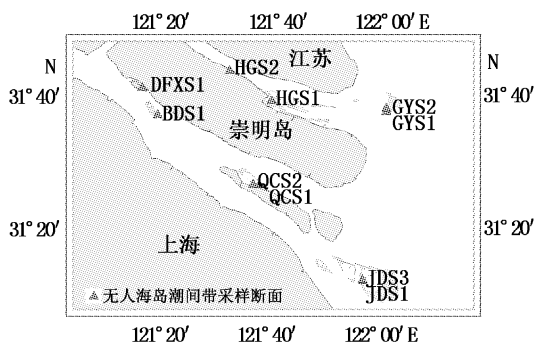 121°20′ 121°40′ 122°00′E
N
N
31°40′
31°40′
江苏
HGS2
DFXS1
HGS1
BDS1
GYS2
GYS1
崇明岛
QCS2
QCS1
31°20′
31°20′
上海
JDS3
JDS1
无人海岛潮间带采样断面
121°20′ 121°40′ 122°00′E